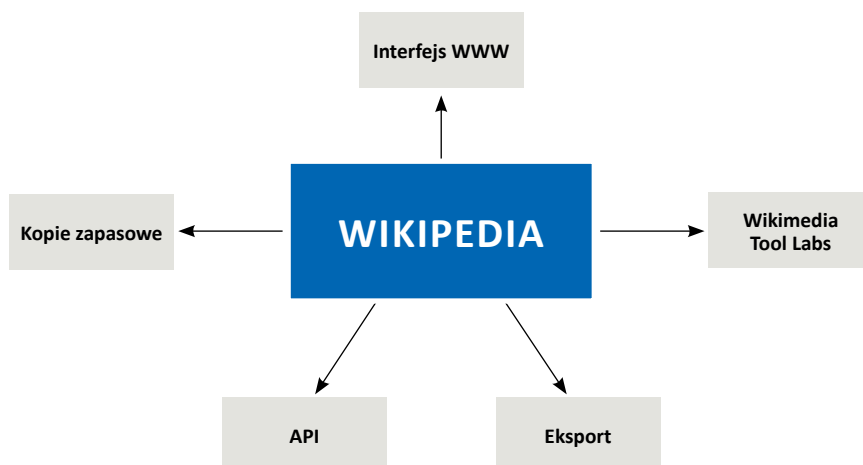 Interfejs WWW
Kopie zapasowe
WIKIPEDIA
Wikimedia
Tool Labs
API
Eksport